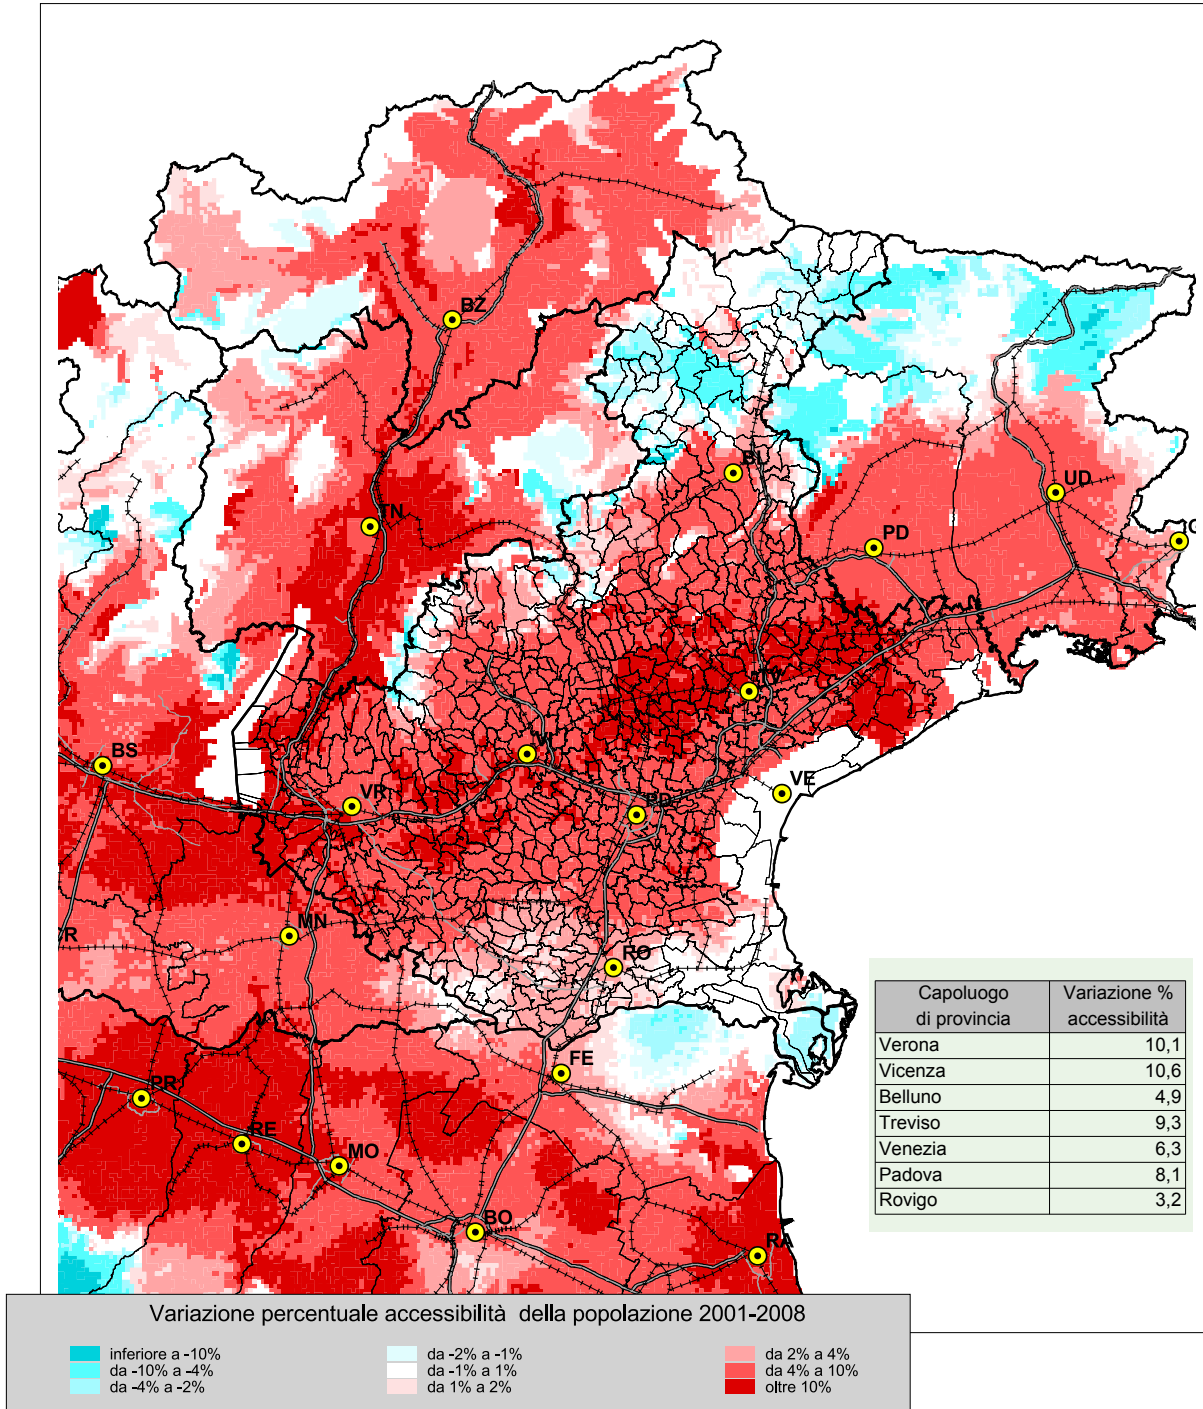 BZ
BL
UD
TN
PD
TV
BS
VI
VE
VR
PD
MN
RO
Capoluogo di provincia Variazione % accessibilità
Verona 10,1
Vicenza 10,6
Belluno 4,9
Treviso 9,3
Venezia 6,3
Padova 8,1
Rovigo 3,2
FE
PR
RE
MO
BO
RA
Variazione percentuale accessibilità della popolazione 2001-2008
inferiore a -10%
da -10% a -4%
da -4% a -2%
da -2% a -1%
da -1% a 1%
da 1% a 2%
da 2% a 4%
da 4% a 10%
oltre 10%